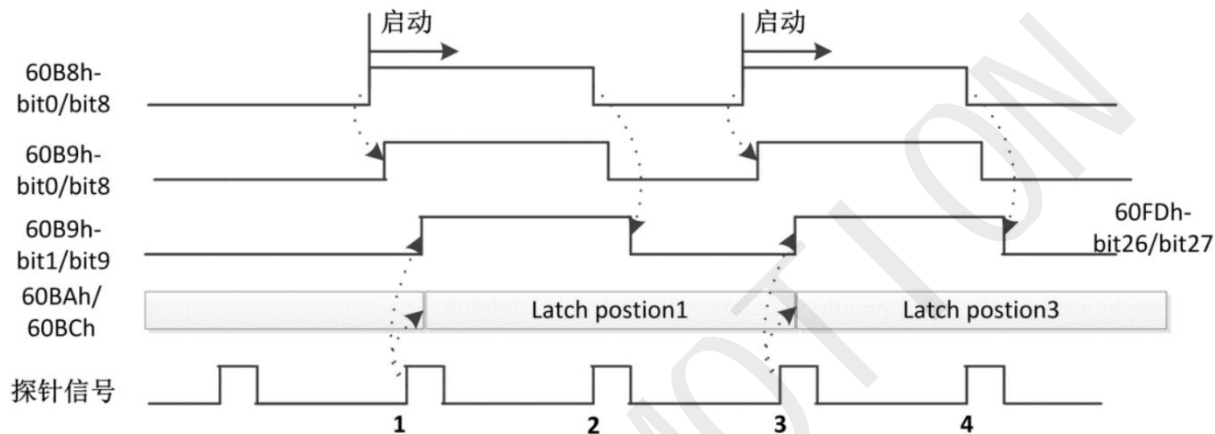 启动
启动
60B8h-
bit0/bit8
60B9h-
bit0/bit8
60B9h-
bit1/bit9
60FDh-
bit26/bit27
60BAh/
60BCh
Latch postion1
Latch postion3
探针信号
1
2
3
4
MOTION